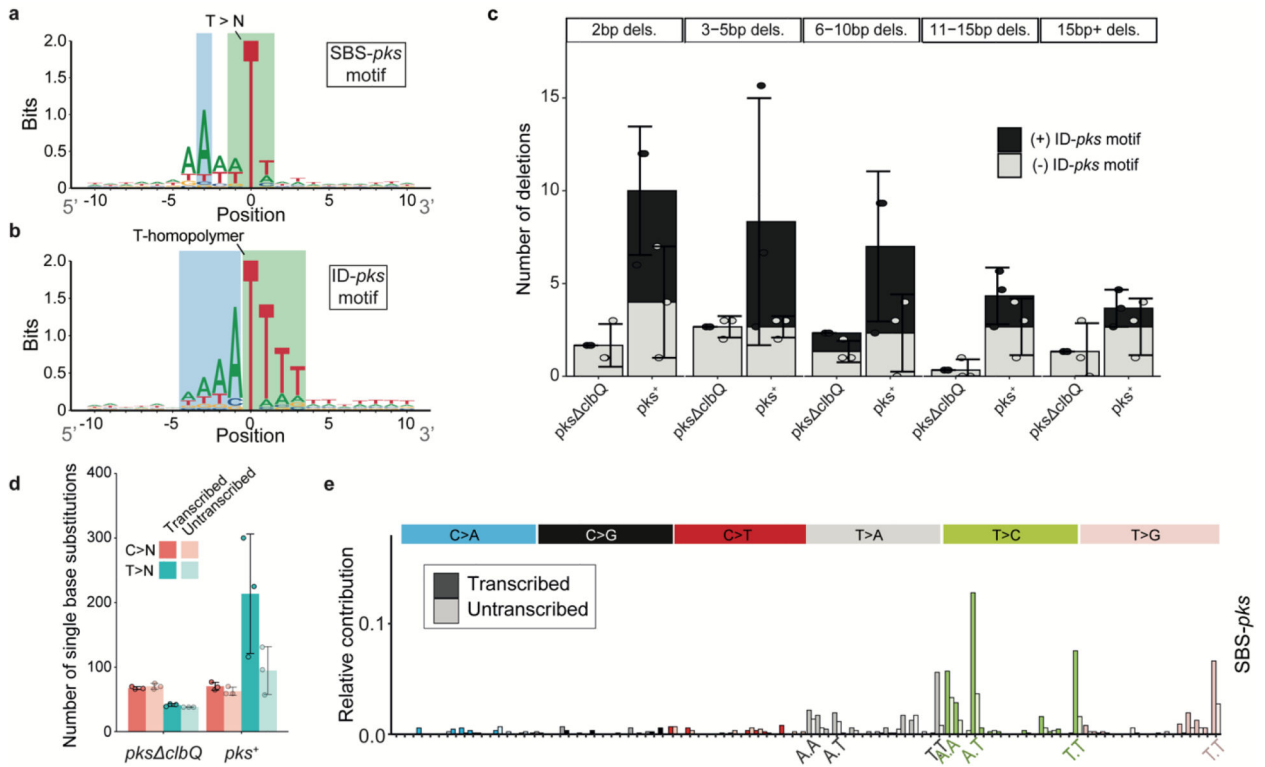 a
T > N
SBS-pks
motif
Bits
2.0
1.5
1.0
0.5
0
5' -10 -5 0 5 10 3'
Position
b
T-homopolymer
ID-pks
motif
Bits
2.0
1.5
1.0
0.5
0
5' -10 -5 0 5 10 3'
Position
c
2bp dels. 3−5bp dels. 6−10bp dels. 11−15bp dels. 15bp+ dels.
Number of deletions
15
10
5
0
(+) ID-pks motif
(-) ID-pks motif
pksΔclbQ pks+ pksΔclbQ pks+ pksΔclbQ pks+ pksΔclbQ pks+ pksΔclbQ pks+
d
Number of single base substitutions
400
300
200
100
0
Transcribed
Untranscribed
C>N
T>N
pksΔclbQ pks+
e
C>A C>G C>T T>A T>C T>G
Relative contribution
0.1
0.0
Transcribed
Untranscribed
SBS-pks
A.A A.T T.T A.A A.T T.T T.T